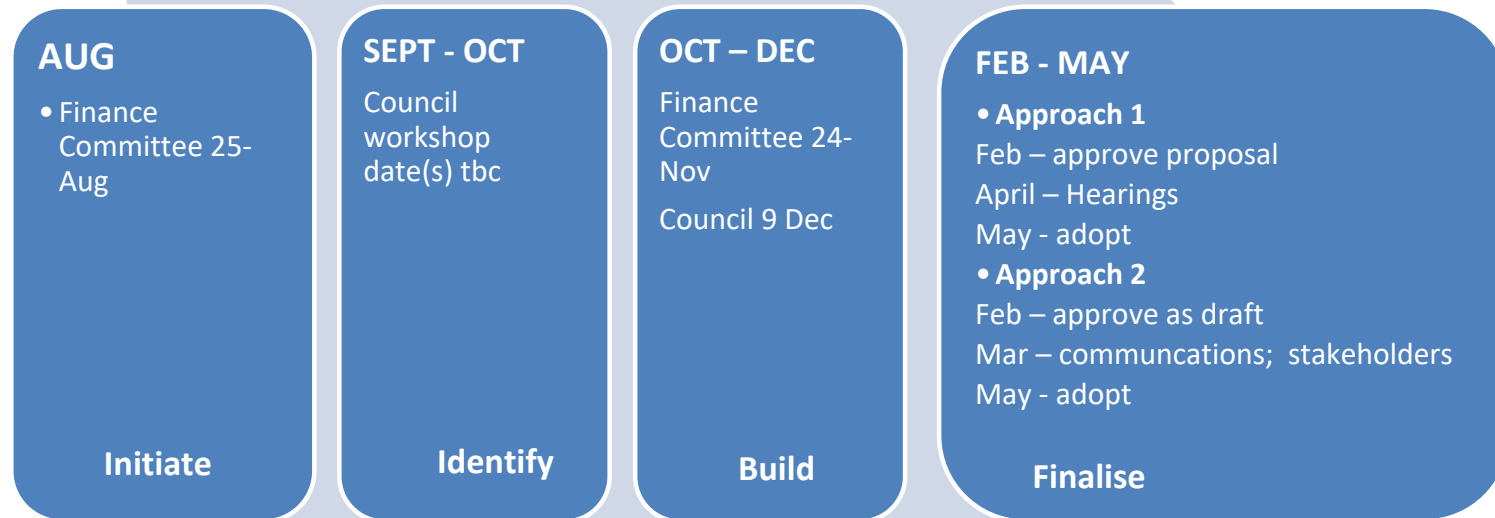 AUG
• Finance
Committee 25-
Aug
Initiate
SEPT - OCT
Council
workshop
date(s) tbc
Identify
OCT – DEC
Finance
Committee 24-
Nov
Council 9 Dec
Build
FEB - MAY
• Approach 1
Feb – approve proposal
April – Hearings
May - adopt
• Approach 2
Feb – approve as draft
Mar – communcations;  stakeholders
May - adopt
Finalise